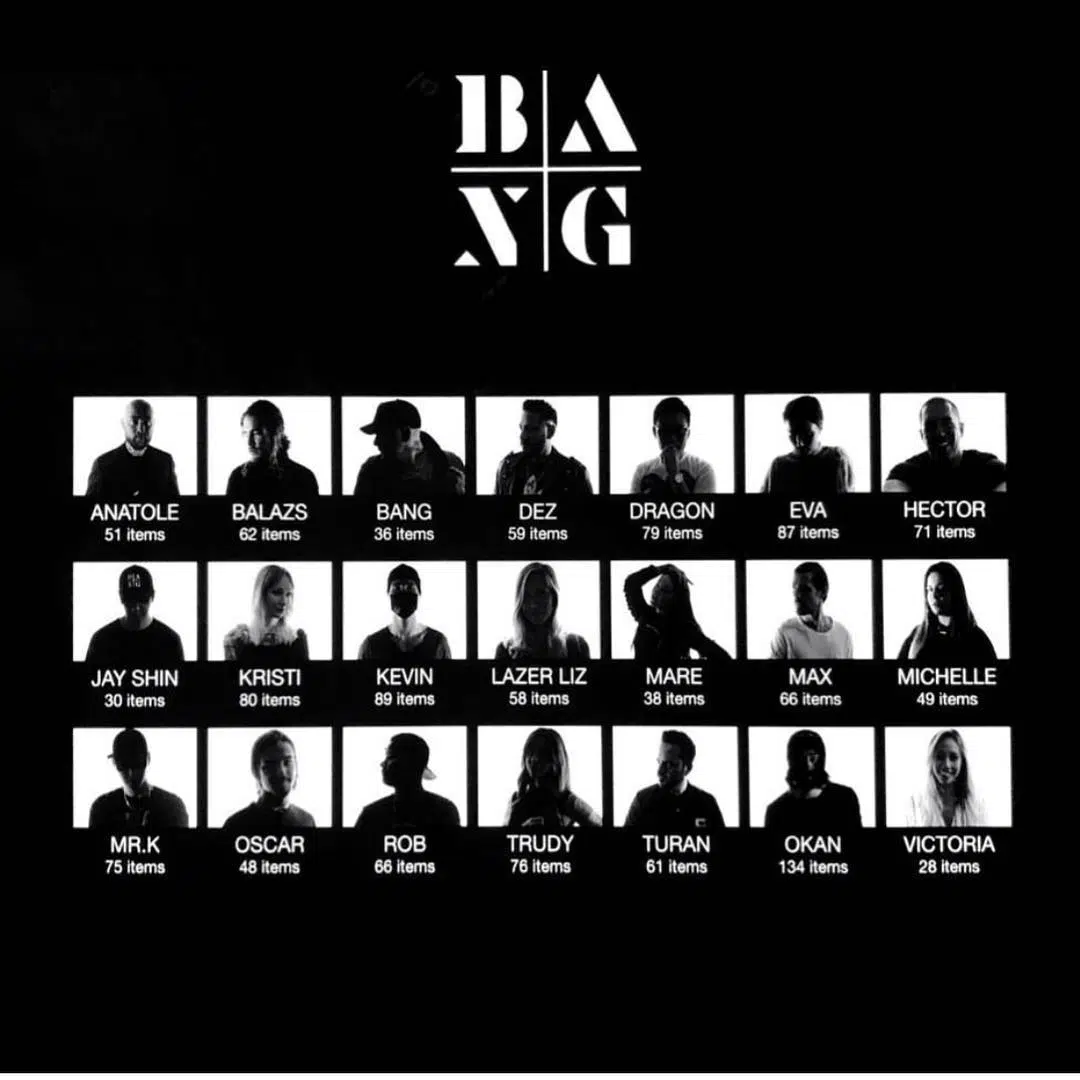 BA
NG
ANATOLE BALAZS BANG DEZ DRAGON EVA HECTOR
51 items 62 items 36 items 59 items 79 items 87 items 71 items
JAY SHIN KRISTI KEVIN LAZER LIZ MARE MAX MICHELLE
30 items 80 items 89 items 58 items 38 items 66 items 49 items
MR.K OSCAR ROB TRUDY TURAN OKAN VICTORIA
75 items 48 items 66 items 76 items 61 items 134 items 28 items